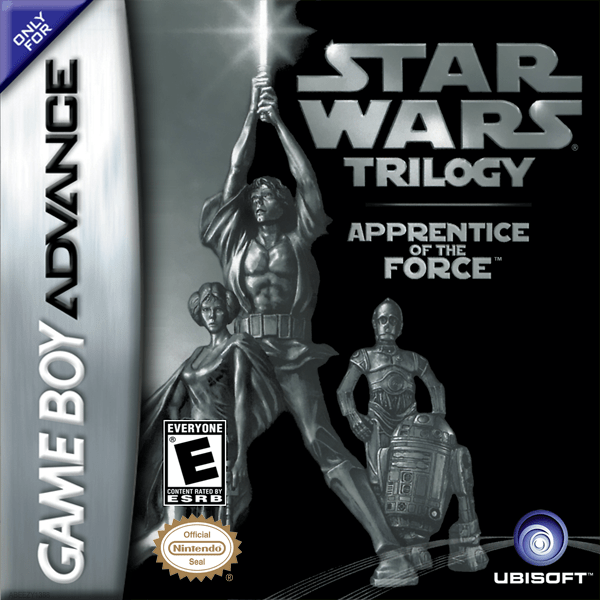 ONLY
FOR
GAME BOY ADVANCE
STAR
WARS®
TRILOGY
APPRENTICE
OF THE
FORCE™
EVERYONE
E
®
CONTENT RATED BY
ESRB
Official
Nintendo
Seal
®
UBISOFT™